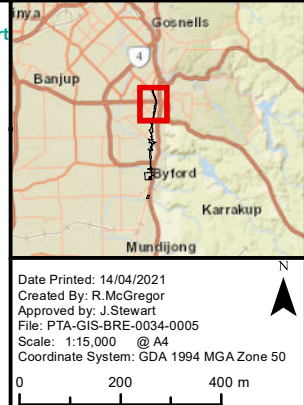 inya
Gosnells
rt
4
Banjup
Byford
Karrakup
Mundijong
N
Date Printed: 14/04/2021
Created By: R.McGregor
Approved by: J.Stewart
File: PTA-GIS-BRE-0034-0005
Scale: 1:15,000 @ A4
Coordinate System: GDA 1994 MGA Zone 50
0 200 400 m